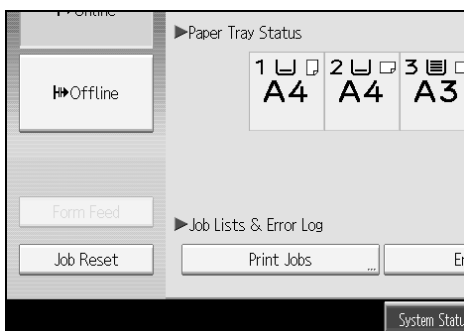 Paper Tray Status
1 2 3
A4 A4 A3
Offline
Form Feed
Job Lists & Error Log
Job Reset
Print Jobs ...
System